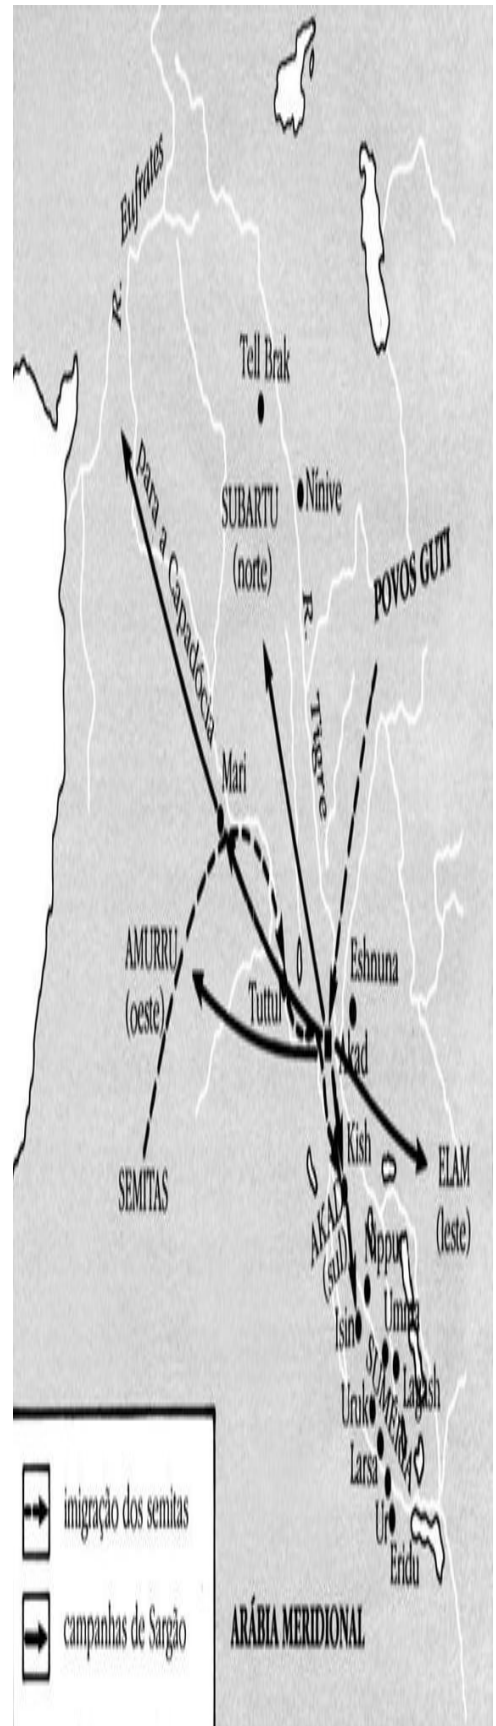 R. Eufrates
Tell Brak
SUBARTU
(norte)
Nínive
para a Capadócia
R. Tigre
POVOS GUTI
Mari
AMURRU
(oeste)
Tuttul
Eshnuna
Akad
SEMITAS
Kish
ELAM
(leste)
AKAD
(sul)
Nippur
Isin
Umma
Lagash
SUMÉRIA
Uruk
Larsa
Ur
Eridu
imigração dos semitas
campanhas de Sargão
ARÁBIA MERIDIONAL